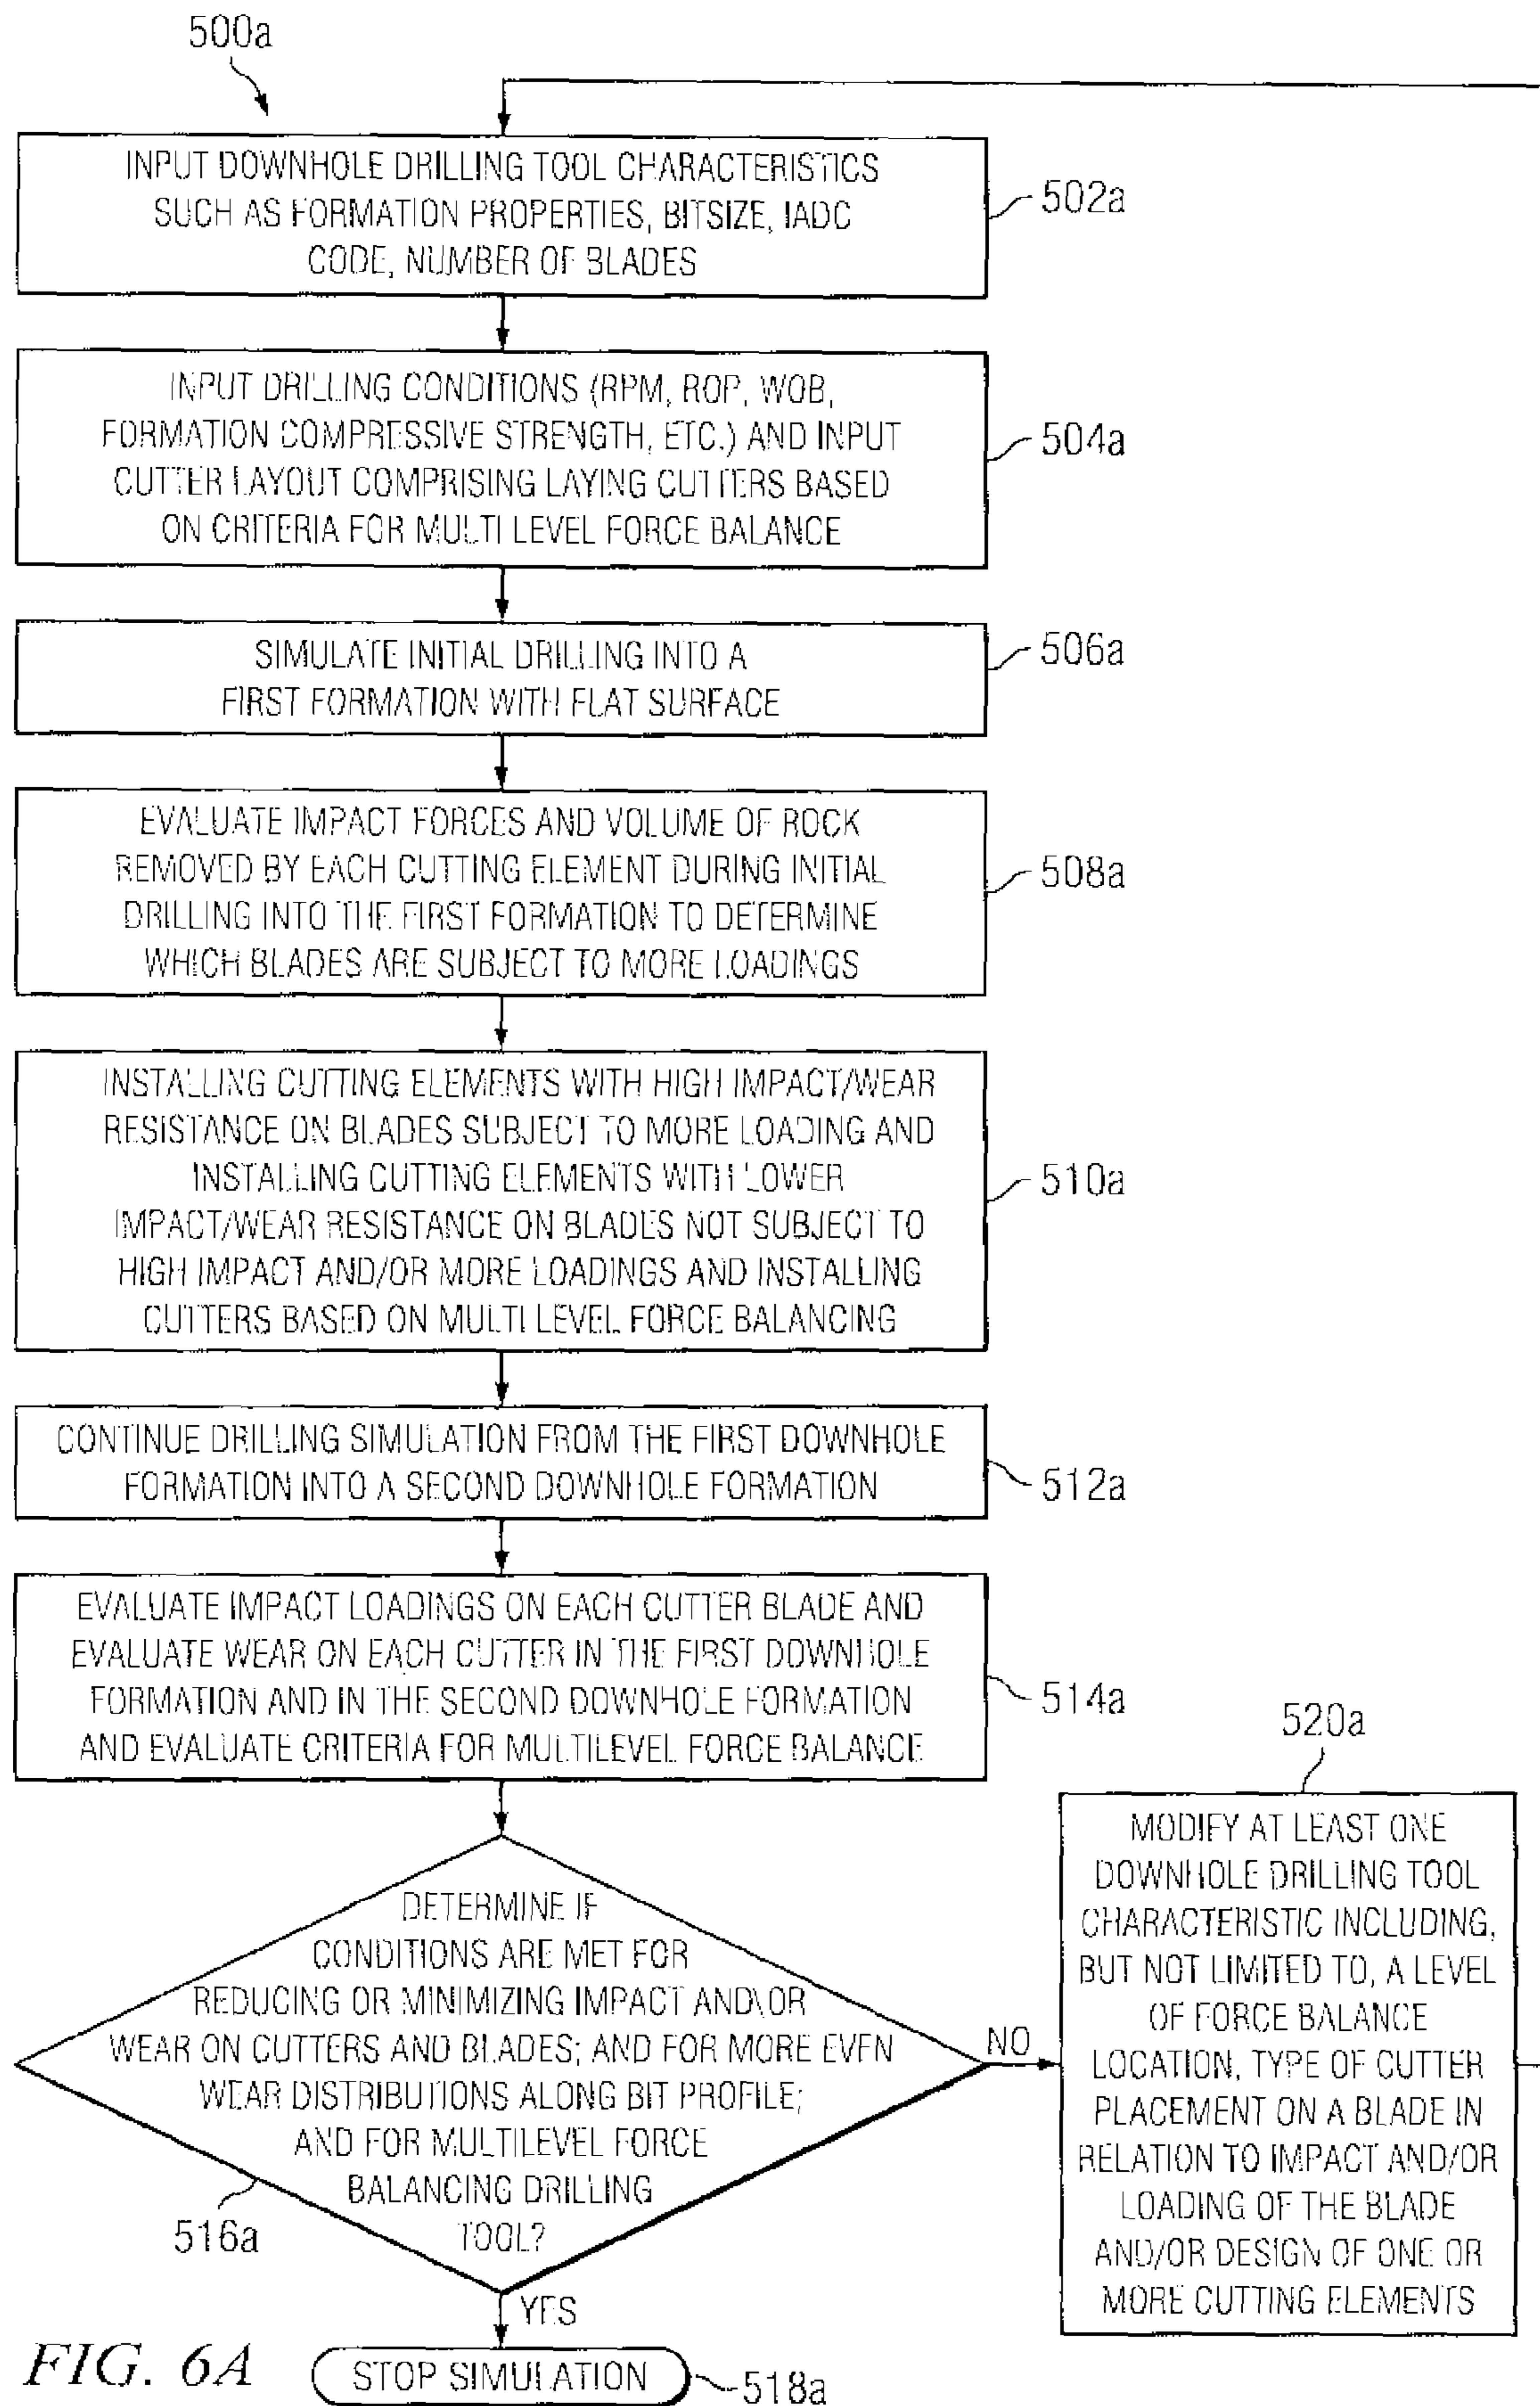 500a
INPUT DOWNHOLE DRILLING TOOL CHARACTERISTICS
SUCH AS FORMATION PROPERTIES, BITSIZE, IADC
CODE, NUMBER OF BLADES
502a
INPUT DRILLING CONDITIONS (RPM, ROP, WOB,
FORMATION COMPRESSIVE STRENGTH, ETC.) AND INPUT
CUTTER LAYOUT COMPRISING LAYING CUTTERS BASED
ON CRITERIA FOR MULTI LEVEL FORCE BALANCE
504a
SIMULATE INITIAL DRILLING INTO A
FIRST FORMATION WITH FLAT SURFACE
506a
EVALUATE IMPACT FORCES AND VOLUME OF ROCK
REMOVED BY EACH CUTTING ELEMENT DURING INITIAL
DRILLING INTO THE FIRST FORMATION TO DETERMINE
WHICH BLADES ARE SUBJECT TO MORE LOADINGS
508a
INSTALLING CUTTING ELEMENTS WITH HIGH IMPACT/WEAR
RESISTANCE ON BLADES SUBJECT TO MORE LOADING AND
INSTALLING CUTTING ELEMENTS WITH LOWER
IMPACT/WEAR RESISTANCE ON BLADES NOT SUBJECT TO
HIGH IMPACT AND/OR MORE LOADINGS AND INSTALLING
CUTTERS BASED ON MULTI LEVEL FORCE BALANCING
510a
CONTINUE DRILLING SIMULATION FROM THE FIRST DOWNHOLE
FORMATION INTO A SECOND DOWNHOLE FORMATION
512a
EVALUATE IMPACT LOADINGS ON EACH CUTTER BLADE AND
EVALUATE WEAR ON EACH CUTTER IN THE FIRST DOWNHOLE
FORMATION AND IN THE SECOND DOWNHOLE FORMATION
AND EVALUATE CRITERIA FOR MULTILEVEL FORCE BALANCE
514a
DETERMINE IF
CONDITIONS ARE MET FOR
REDUCING OR MINIMIZING IMPACT AND\OR
WEAR ON CUTTERS AND BLADES; AND FOR MORE EVEN
WEAR DISTRIBUTIONS ALONG BIT PROFILE;
AND FOR MULTILEVEL FORCE
BALANCING DRILLING
TOOL?
516a
NO
520a
MODIFY AT LEAST ONE
DOWNHOLE DRILLING TOOL
CHARACTERISTIC INCLUDING,
BUT NOT LIMITED TO, A LEVEL
OF FORCE BALANCE
LOCATION, TYPE OF CUTTER
PLACEMENT ON A BLADE IN
RELATION TO IMPACT AND/OR
LOADING OF THE BLADE
AND/OR DESIGN OF ONE OR
MORE CUTTING ELEMENTS
YES
STOP SIMULATION
518a
FIG. 6A